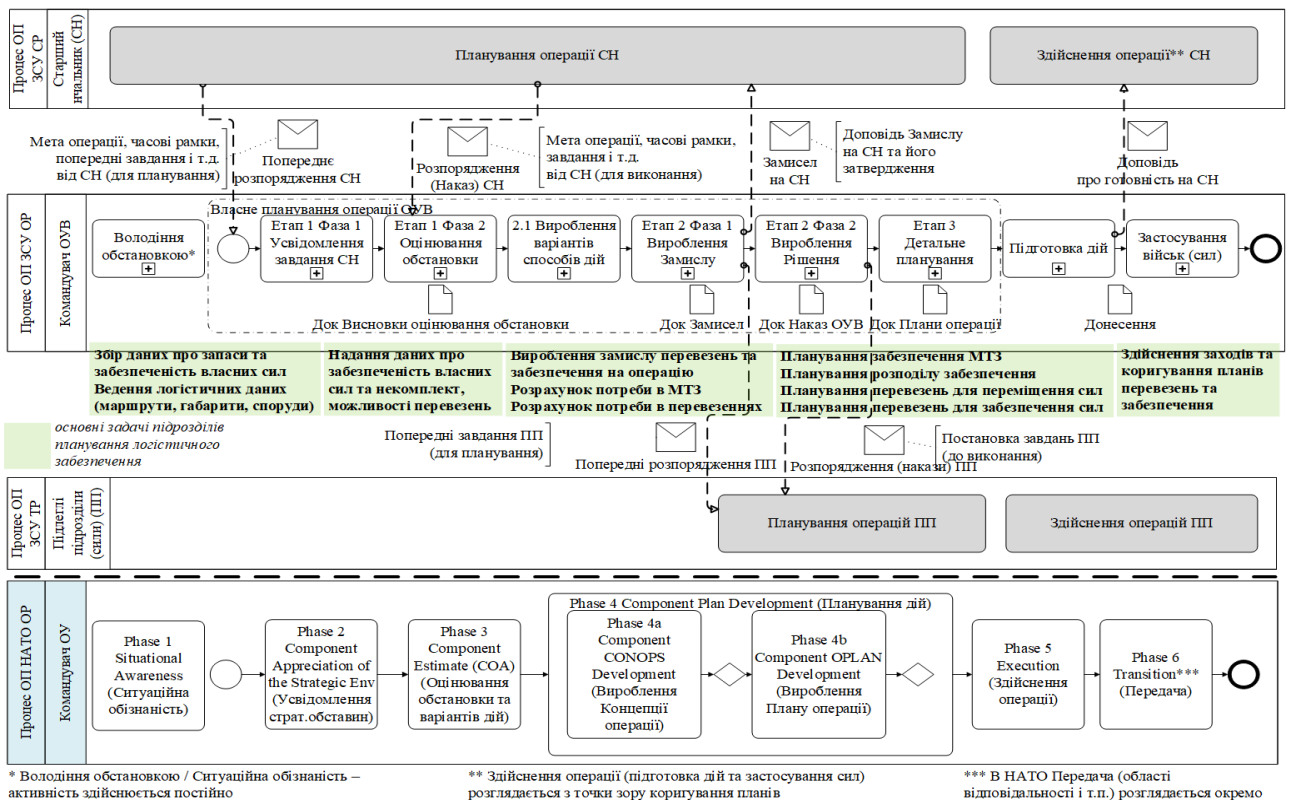 Процес ОП
ЗСУ СР
Старший
нчальник (СН)
Планування операції СН
Здійснення операції** СН
Мета операції, часові рамки,
попередні завдання і т.д.
від СН (для планування)
Попереднє
розпорядження СН
Розпорядження
(Наказ) СН
Мета операції, часові рамки,
завдання і т.д.
від СН (для виконання)
Замисел
на СН
Доповідь Замислу
на СН та його
затвердження
Доповідь
про готовність на СН
Процес ОП ЗСУ ОР
Командувач ОУВ
Власне планування операції ОУВ
Володіння
обстановкою*
Етап 1 Фаза 1
Усвідомлення
завдання СН
Етап 1 Фаза 2
Оцінювання
обстановки
2.1 Вироблення
варіантів
способів дій
Етап 2 Фаза 1
Вироблення
Замислу
Етап 2 Фаза 2
Вироблення
Рішення
Етап 3
Детальне
планування
Підготовка дій
Застосування
військ (сил)
Док Висновки оцінювання обстановки
Док Замисел
Док Наказ ОУВ
Док Плани операції
Донесення
Збір даних про запаси та
забезпеченість власних сил
Ведення логістичних даних
(маршрути, габарити, споруди)
Надання даних про
забезпеченість власних
сил та некомплект,
можливості перевезень
Вироблення замислу перевезень та
забезпечення на операцію
Розрахунок потреби в МТЗ
Розрахунок потреби в перевезеннях
Планування забезпечення МТЗ
Планування розподілу забезпечення
Планування перевезень для переміщення сил
Планування перевезень для забезпечення сил
Здійснення заходів та
коригування планів
перевезень та
забезпечення
основні задачі підрозділів
планування логістичного
забезпечення
Попередні завдання ПП
(для планування)
Попередні розпорядження ПП
Розпорядження (накази) ПП
Постановка завдань ПП
(до виконання)
Процес ОП
ЗСУ ТР
Підлеглі
підрозділи
(сили) (ПП)
Планування операцій ПП
Здійснення операцій ПП
Процес ОП НАТО ОР
Командувач ОУ
Phase 1
Situational
Awareness
(Ситуаційна
обізнаність)
Phase 2
Component
Appreciation of
the Strategic Env
(Усвідомлення
страт.обставин)
Phase 3
Component
Estimate (COA)
(Оцінювання
обстановки та
варіантів дій)
Phase 4 Component Plan Development (Планування дій)
Phase 4a
Component
CONOPS
Development
(Вироблення
Концепції
операції)
Phase 4b
Component OPLAN
Development
(Вироблення
Плану операції)
Phase 5
Execution
(Здійснення
операції)
Phase 6
Transition***
(Передача)
* Володіння обстановкою / Ситуаційна обізнаність –
активність здійснюється постійно
** Здійснення операції (підготовка дій та застосування сил)
розглядається з точки зору коригування планів
*** В НАТО Передача (області
відповідальності і т.п.) розглядається окремо